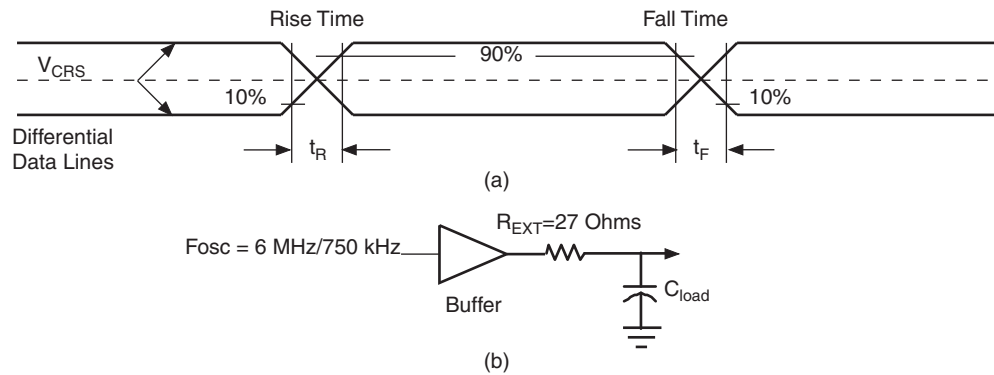 Rise Time
Fall Time
V_CRS
90%
10%
10%
Differential
Data Lines
t_R
t_F
(a)
R_EXT=27 Ohms
Fosc = 6 MHz/750 kHz
Buffer
C_load
(b)